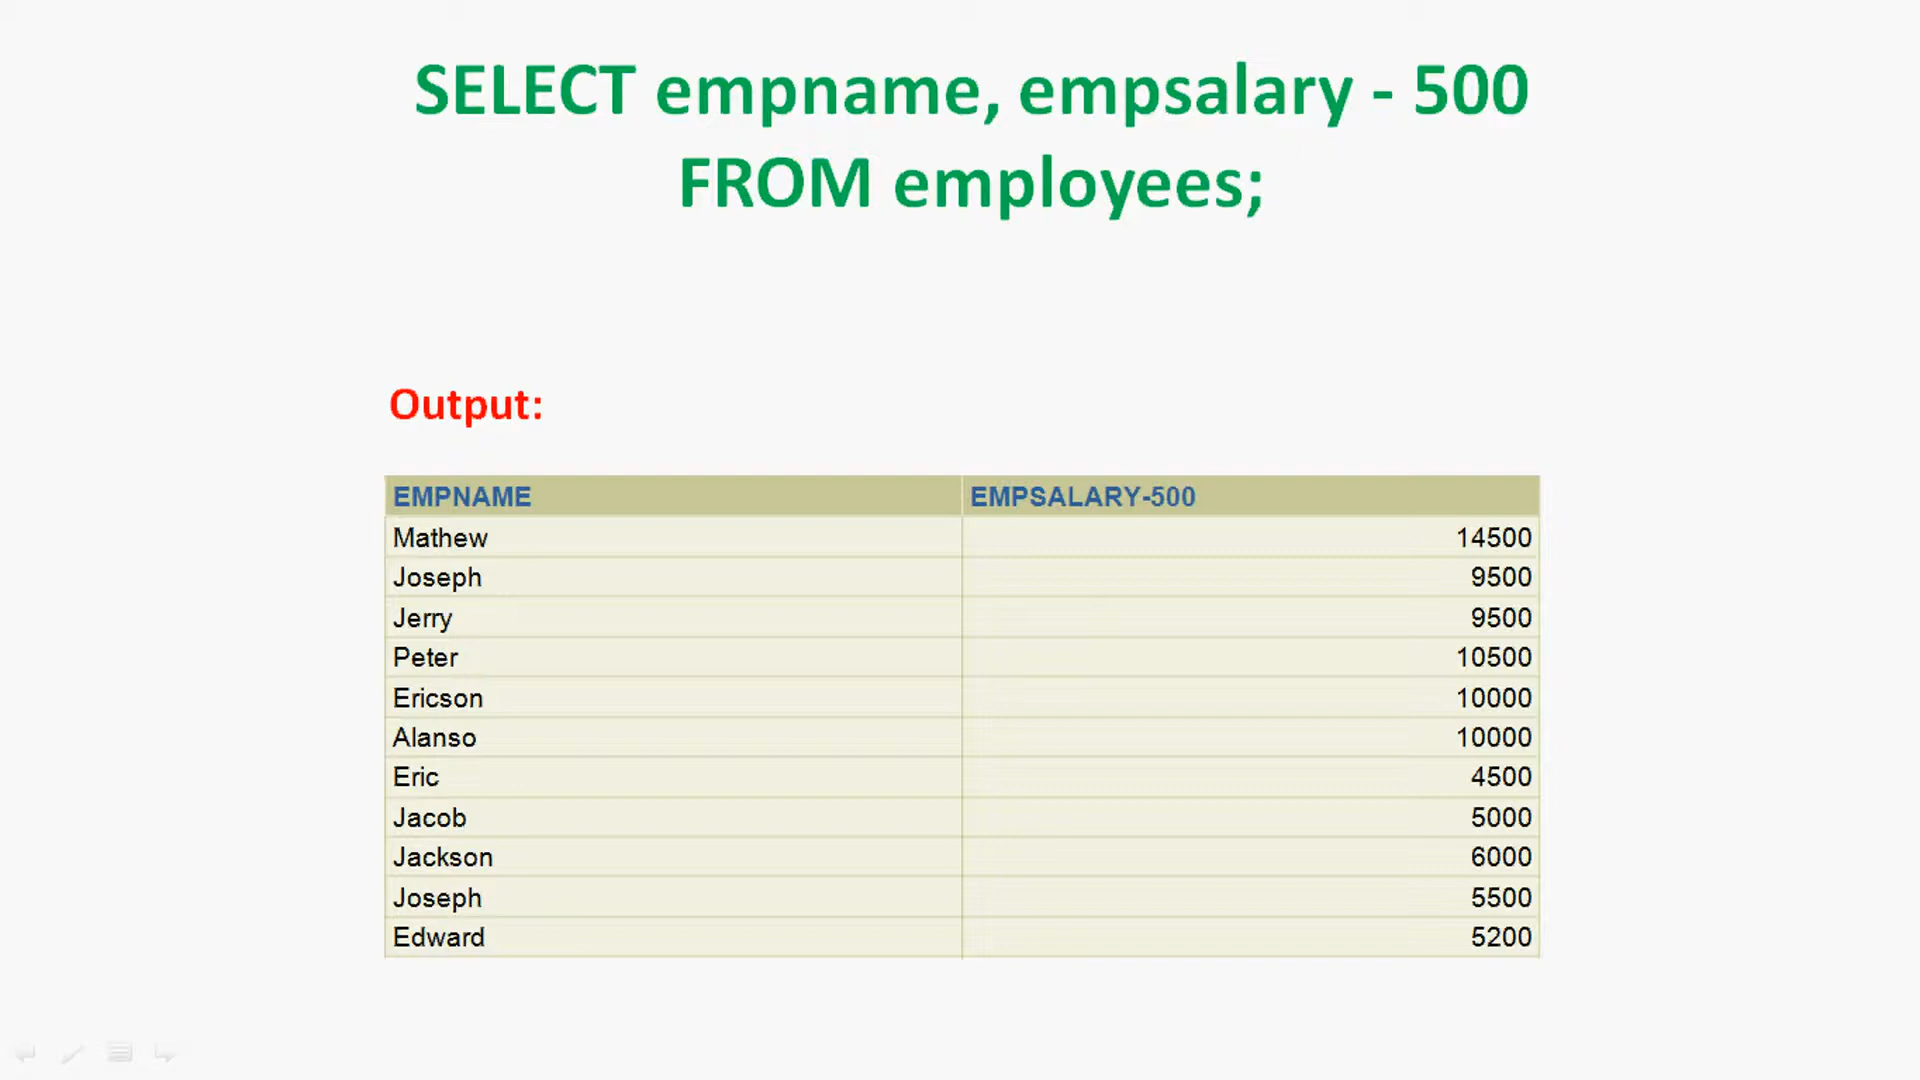 SELECT empname, empsalary - 500
FROM employees;
Output:
EMPNAME EMPSALARY-500
Mathew 14500
Joseph 9500
Jerry 9500
Peter 10500
Ericson 10000
Alanso 10000
Eric 4500
Jacob 5000
Jackson 6000
Joseph 5500
Edward 5200